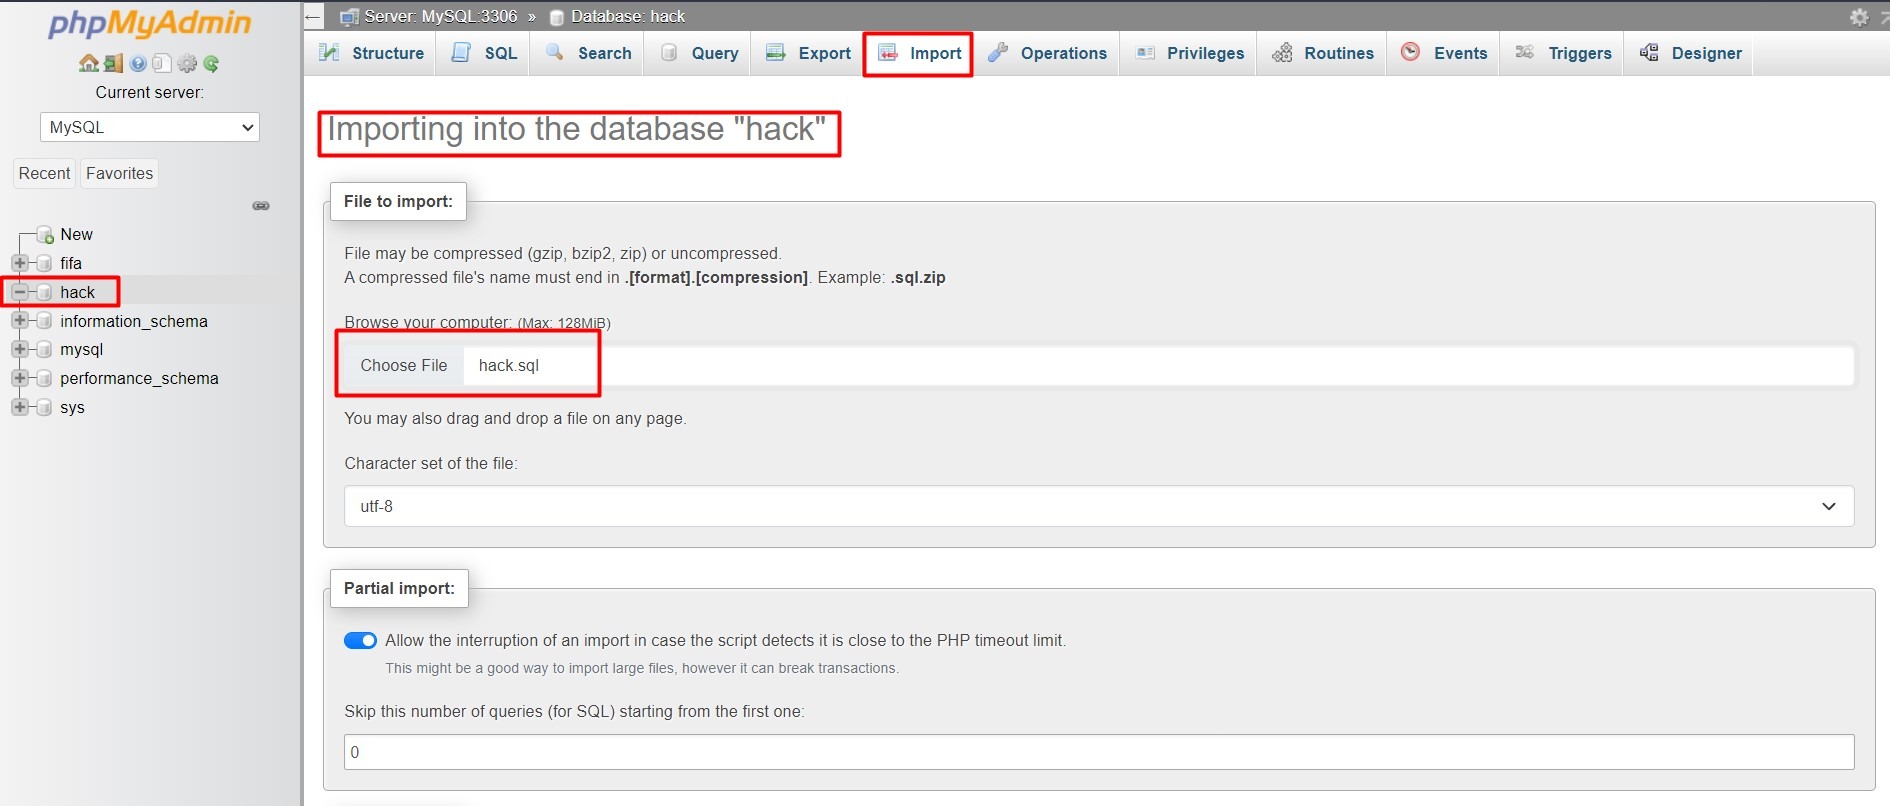 phpMyAdmin
Current server:
MySQL
Recent Favorites
New
fifa
hack
information_schema
mysql
performance_schema
sys
Server: MySQL:3306 » Database: hack
Structure SQL Search Query Export Import Operations Privileges Routines Events Triggers Designer
Importing into the database "hack"
File to import:
File may be compressed (gzip, bzip2, zip) or uncompressed.
A compressed file's name must end in .[format].[compression]. Example: .sql.zip
Browse your computer: (Max: 128MiB)
Choose File hack.sql
You may also drag and drop a file on any page.
Character set of the file:
utf-8
Partial import:
Allow the interruption of an import in case the script detects it is close to the PHP timeout limit.
This might be a good way to import large files, however it can break transactions.
Skip this number of queries (for SQL) starting from the first one:
0